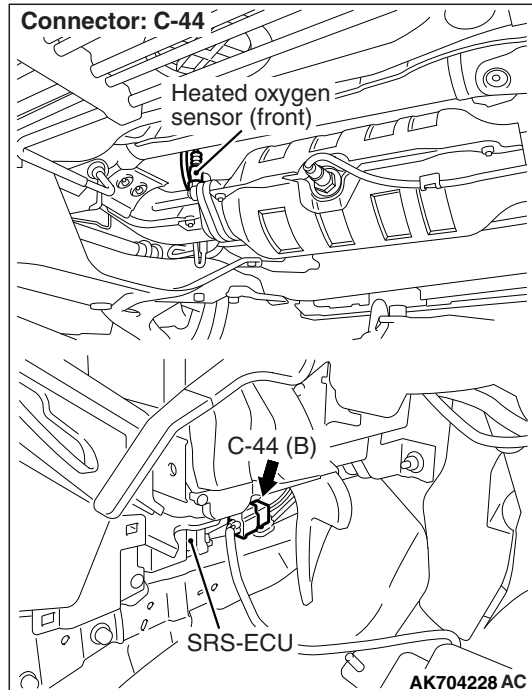 Connector: C-44
Heated oxygen
sensor (front)
C-44 (B)
SRS-ECU
AK704228 AC